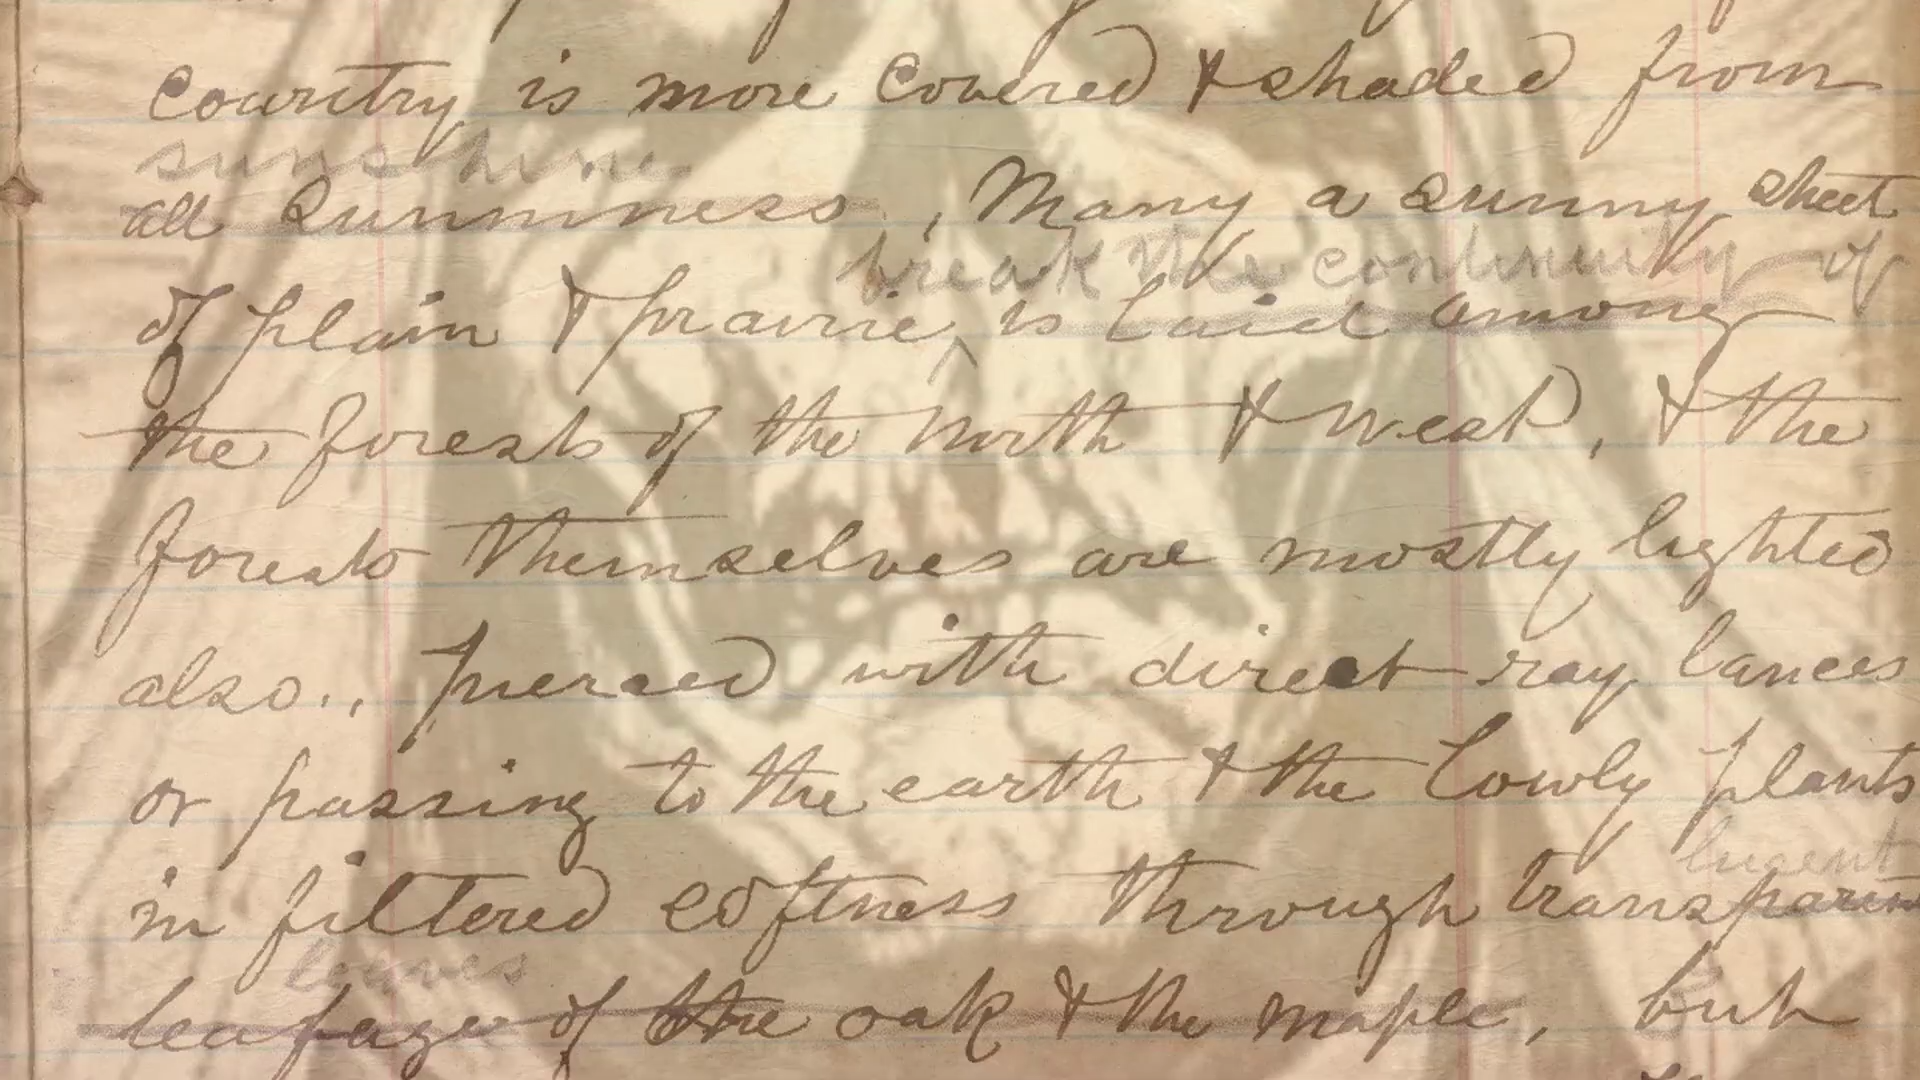 country is more covered & shaded from
sunshine
all sunniness, Many a sunny sheet
break the continuity of
of plain & prairie is laid among
the forests of the north & west, & the
forests themselves are mostly lighted
also., pierced with direct ray lances
or passing to the earth & the lowly plants
lucent
in filtered softness through transparent
leaves
leafage of the oak & the maple, but